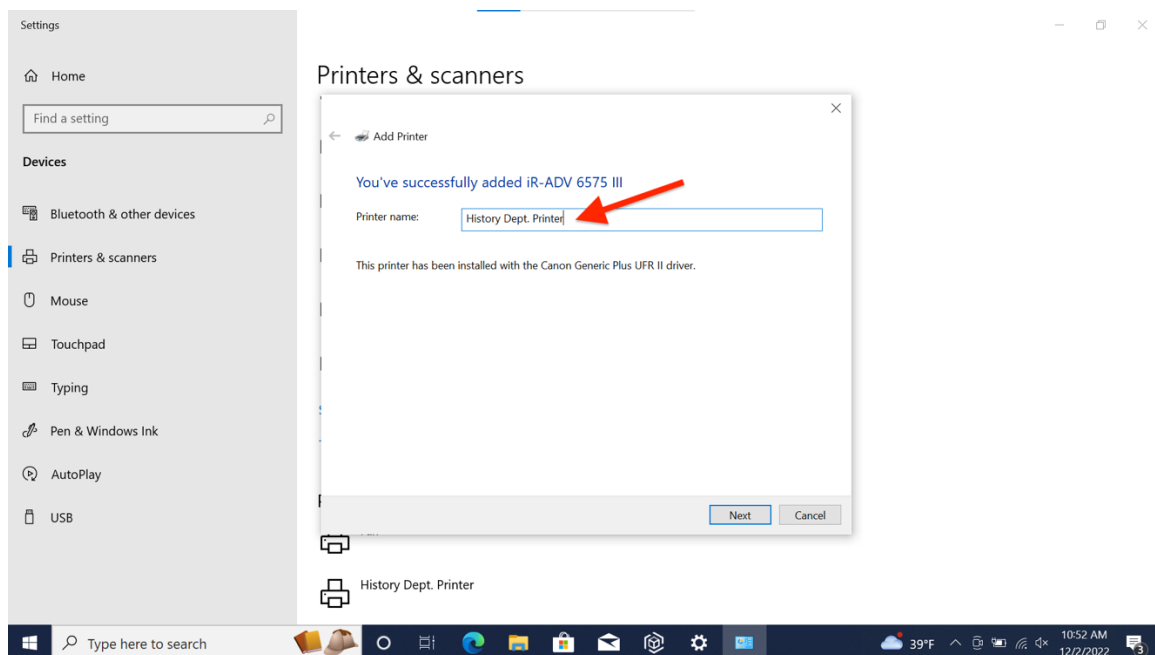 Settings
Home
Find a setting
Devices
Bluetooth & other devices
Printers & scanners
Mouse
Touchpad
Typing
Pen & Windows Ink
AutoPlay
USB
Printers & scanners
Add Printer
You've successfully added iR-ADV 6575 III
Printer name:
History Dept. Printer
This printer has been installed with the Canon Generic Plus UFR II driver.
Next
Cancel
History Dept. Printer
Type here to search
39°F
10:52 AM
12/2/2022
3